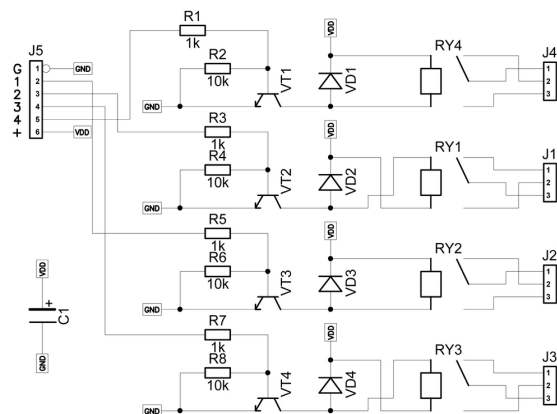 J5
G 1 GND
1 2
2 3
3 4
4 5
+ 6 VDD
R1
1k
R2
10k
GND
VT1
VDD
VD1
RY4
J4
1
2
3
R3
1k
R4
10k
GND
VT2
VDD
VD2
RY1
J1
1
2
3
R5
1k
R6
10k
GND
VT3
VDD
VD3
RY2
J2
1
2
3
R7
1k
R8
10k
GND
VT4
VDD
VD4
RY3
J3
1
2
3
VDD
+
C1
GND